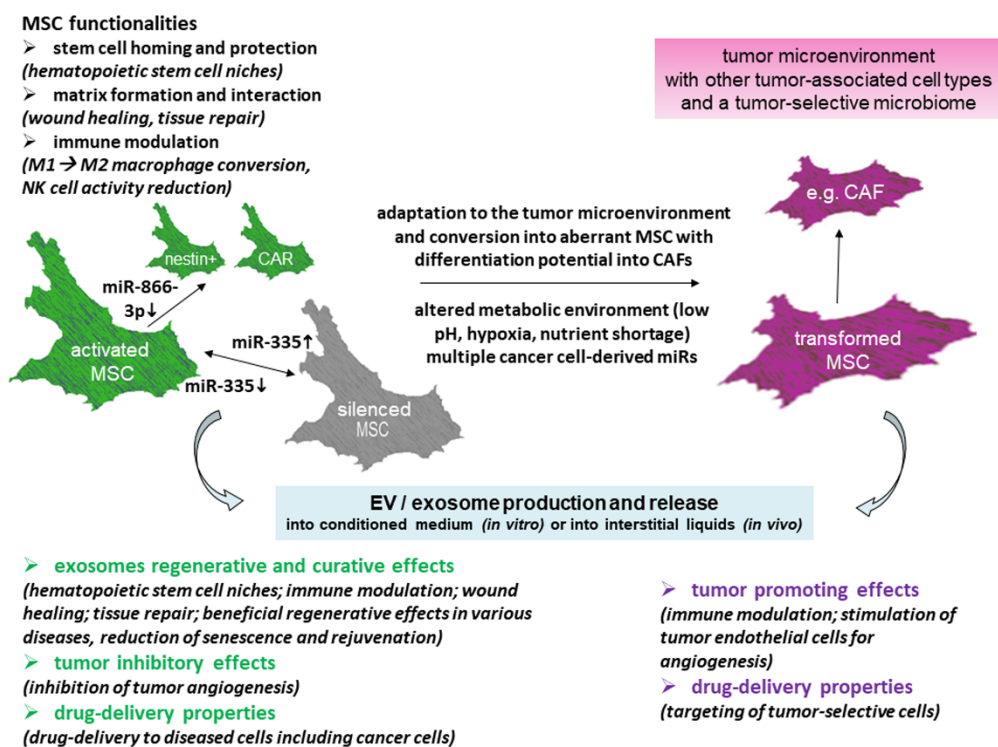 MSC functionalities
➢ stem cell homing and protection
(hematopoietic stem cell niches)
➢ matrix formation and interaction
(wound healing, tissue repair)
➢ immune modulation
(M1 → M2 macrophage conversion,
NK cell activity reduction)
tumor microenvironment
with other tumor-associated cell types
and a tumor-selective microbiome
nestin+
CAR
miR-866-
3p↓
activated
MSC
miR-335↑
miR-335↓
silenced
MSC
adaptation to the tumor microenvironment
and conversion into aberrant MSC with
differentiation potential into CAFs
altered metabolic environment (low
pH, hypoxia, nutrient shortage)
multiple cancer cell-derived miRs
e.g. CAF
transformed
MSC
EV / exosome production and release
into conditioned medium (in vitro) or into interstitial liquids (in vivo)
➢ exosomes regenerative and curative effects
(hematopoietic stem cell niches; immune modulation; wound
healing; tissue repair; beneficial regenerative effects in various
diseases, reduction of senescence and rejuvenation)
➢ tumor inhibitory effects
(inhibition of tumor angiogenesis)
➢ drug-delivery properties
(drug-delivery to diseased cells including cancer cells)
➢ tumor promoting effects
(immune modulation; stimulation of
tumor endothelial cells for
angiogenesis)
➢ drug-delivery properties
(targeting of tumor-selective cells)